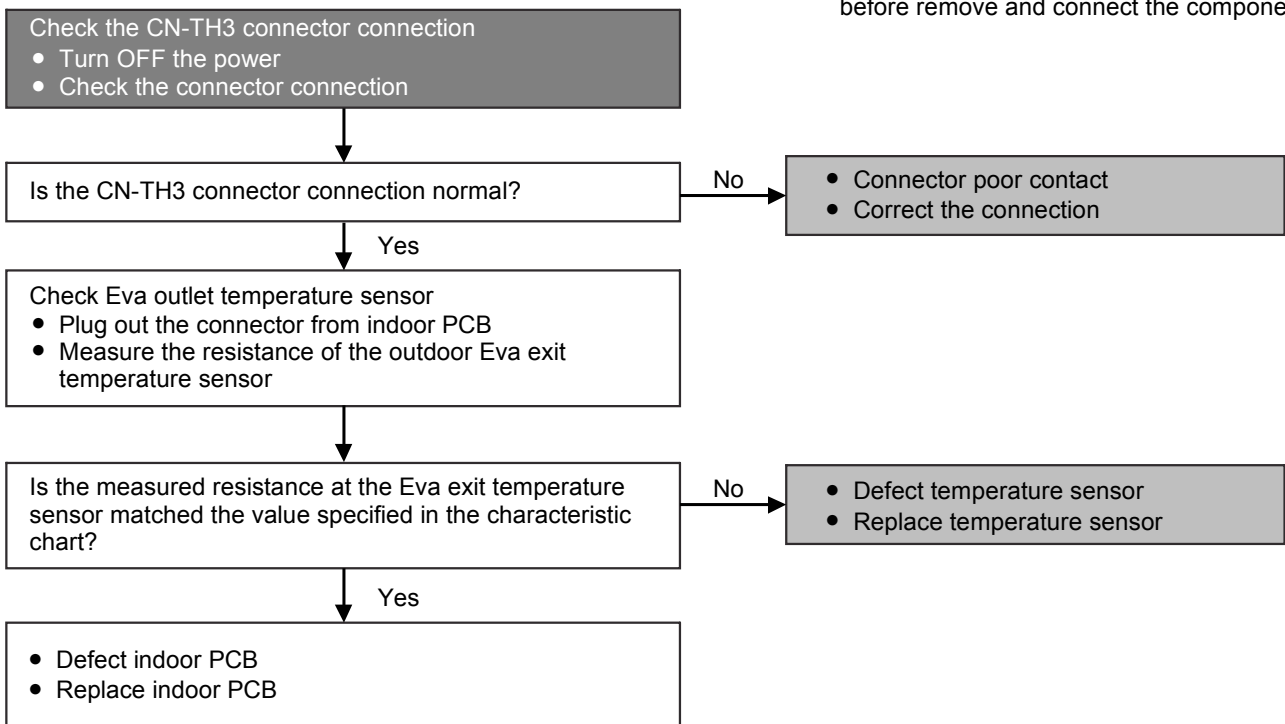 before remove and connect the compone
Check the CN-TH3 connector connection
• Turn OFF the power
• Check the connector connection
Is the CN-TH3 connector connection normal?
No
• Connector poor contact
• Correct the connection
Yes
Check Eva outlet temperature sensor
• Plug out the connector from indoor PCB
• Measure the resistance of the outdoor Eva exit
temperature sensor
Is the measured resistance at the Eva exit temperature
sensor matched the value specified in the characteristic
chart?
No
• Defect temperature sensor
• Replace temperature sensor
Yes
• Defect indoor PCB
• Replace indoor PCB